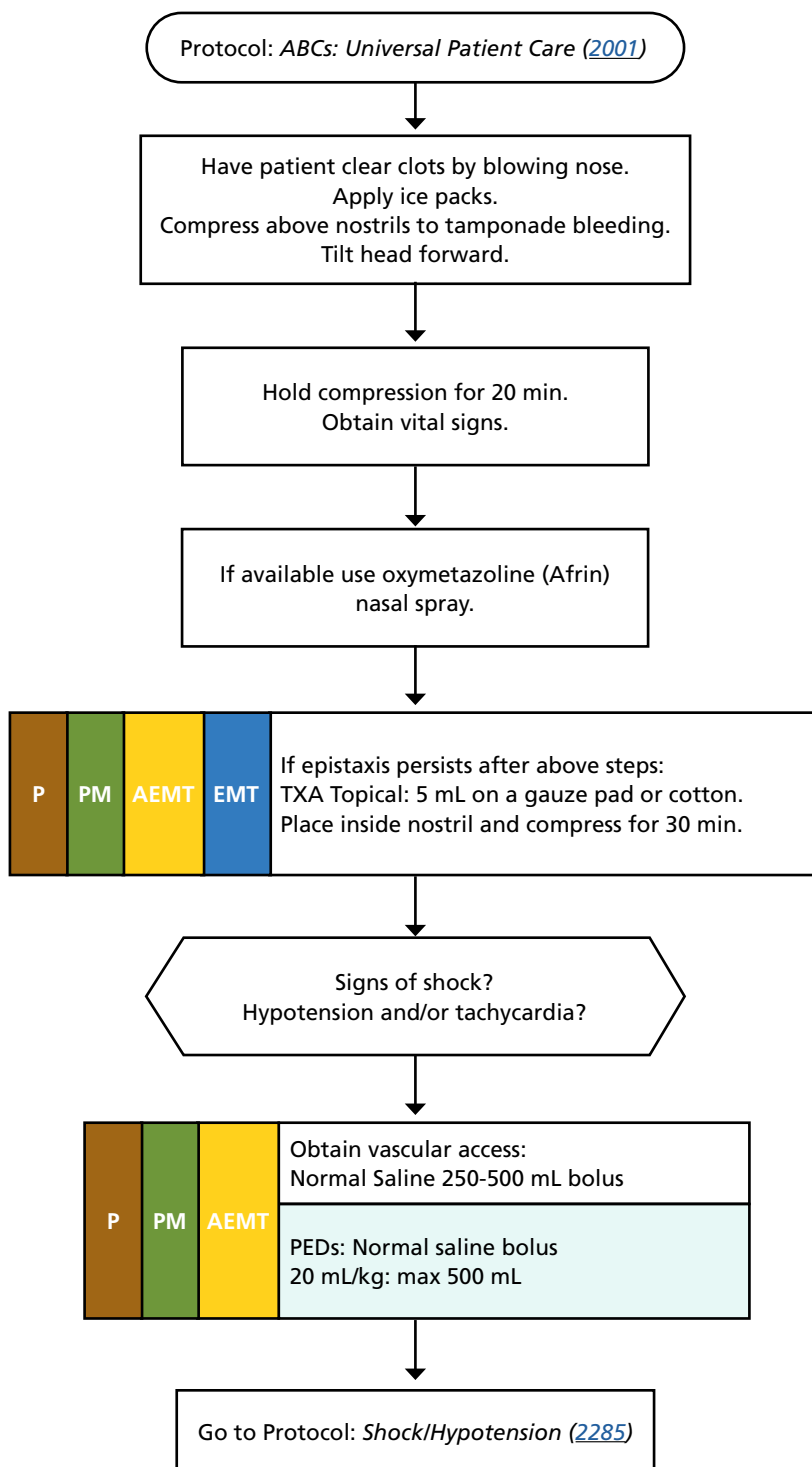 Protocol: ABCs: Universal Patient Care (2001)
Have patient clear clots by blowing nose.
Apply ice packs.
Compress above nostrils to tamponade bleeding.
Tilt head forward.
Hold compression for 20 min.
Obtain vital signs.
If available use oxymetazoline (Afrin)
nasal spray.
P PM AEMT EMT
If epistaxis persists after above steps:
TXA Topical: 5 mL on a gauze pad or cotton.
Place inside nostril and compress for 30 min.
Signs of shock?
Hypotension and/or tachycardia?
P PM AEMT
Obtain vascular access:
Normal Saline 250-500 mL bolus
PEDs: Normal saline bolus
20 mL/kg: max 500 mL
Go to Protocol: Shock/Hypotension (2285)